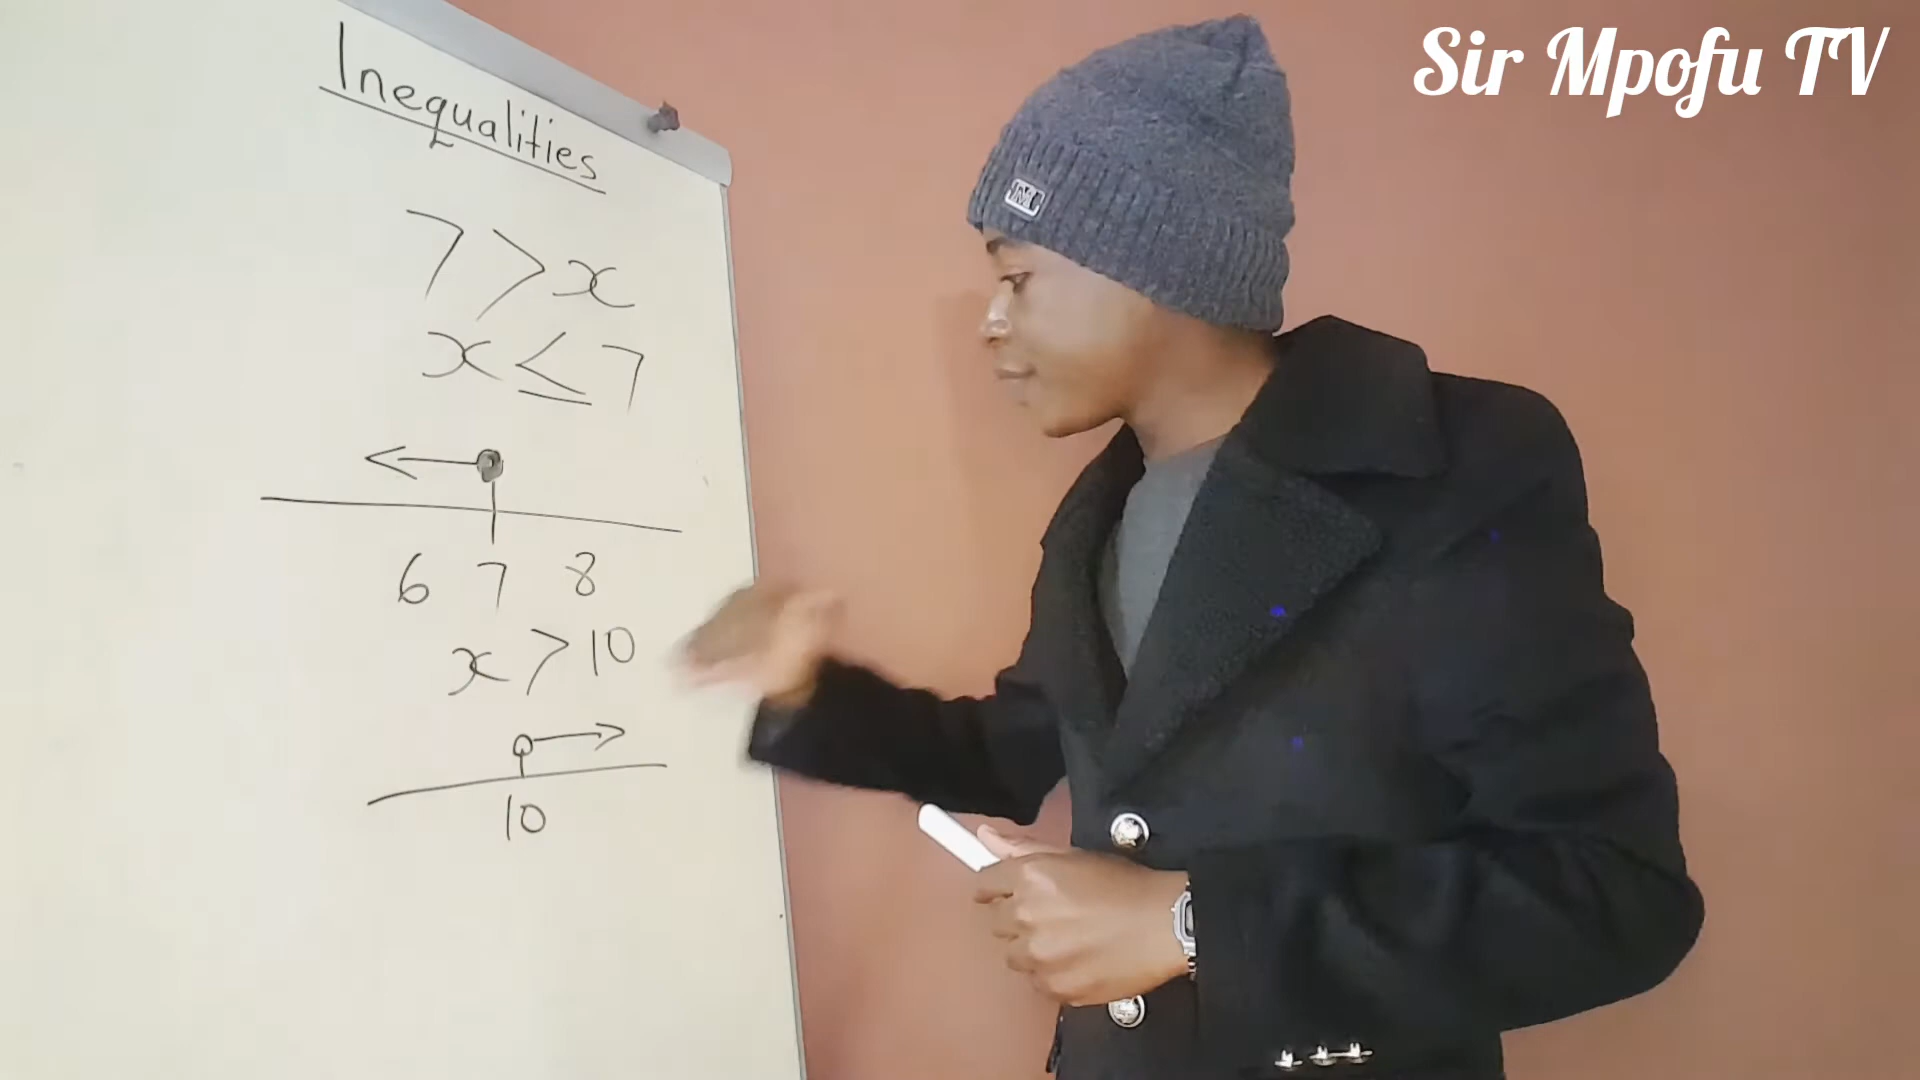 Sir Mpofu TV
Inequalities
7 > x
x ≤ 7
6 7 8
x > 10
10